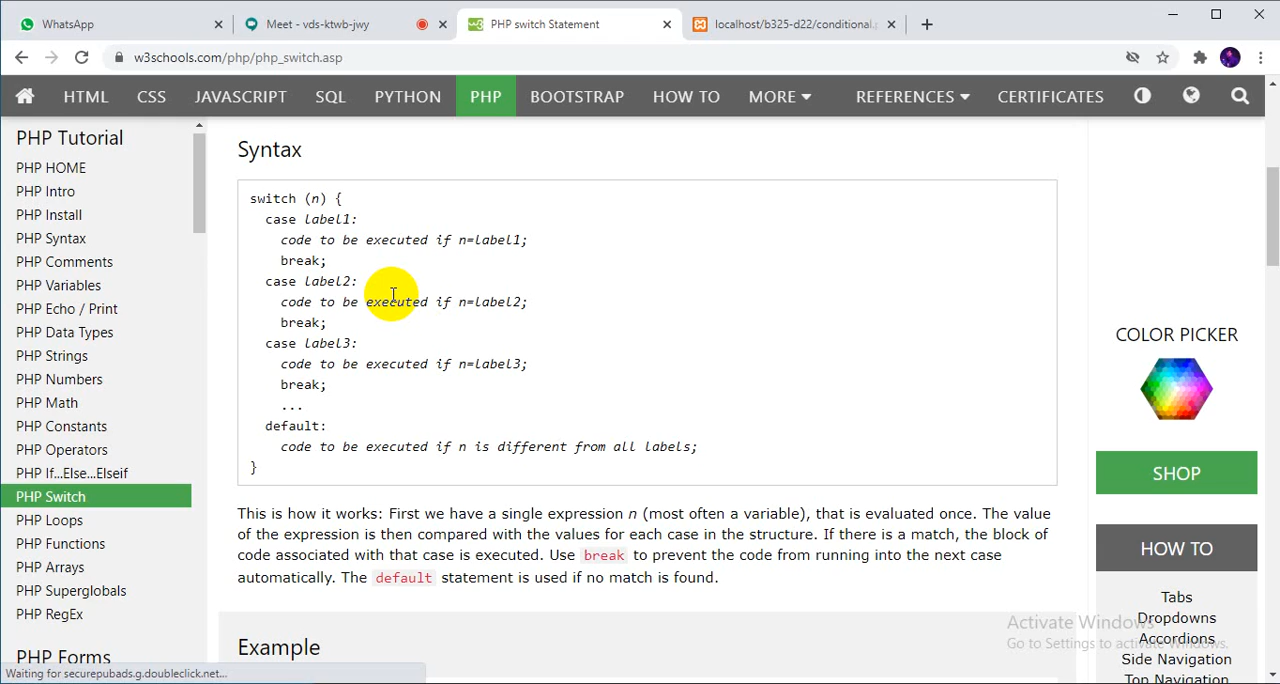 WhatsApp
Meet - vds-ktwb-jwy
PHP switch Statement
localhost/b325-d22/conditional.
w3schools.com/php/php_switch.asp
HTML CSS JAVASCRIPT SQL PYTHON PHP BOOTSTRAP HOW TO MORE REFERENCES CERTIFICATES
PHP Tutorial
PHP HOME
PHP Intro
PHP Install
PHP Syntax
PHP Comments
PHP Variables
PHP Echo / Print
PHP Data Types
PHP Strings
PHP Numbers
PHP Math
PHP Constants
PHP Operators
PHP If...Else...Elseif
PHP Switch
PHP Loops
PHP Functions
PHP Arrays
PHP Superglobals
PHP RegEx
PHP Forms
Syntax
switch (n) {
case label1:
code to be executed if n=label1;
break;
case label2:
code to be executed if n=label2;
break;
case label3:
code to be executed if n=label3;
break;
...
default:
code to be executed if n is different from all labels;
}
This is how it works: First we have a single expression n (most often a variable), that is evaluated once. The value
of the expression is then compared with the values for each case in the structure. If there is a match, the block of
code associated with that case is executed. Use break to prevent the code from running into the next case
automatically. The default statement is used if no match is found.
Example
COLOR PICKER
SHOP
HOW TO
Tabs
Dropdowns
Accordions
Side Navigation
Top Navigation
Activate Windows
Go to Settings to activate Windows.
Waiting for securepubads.g.doubleclick.net...